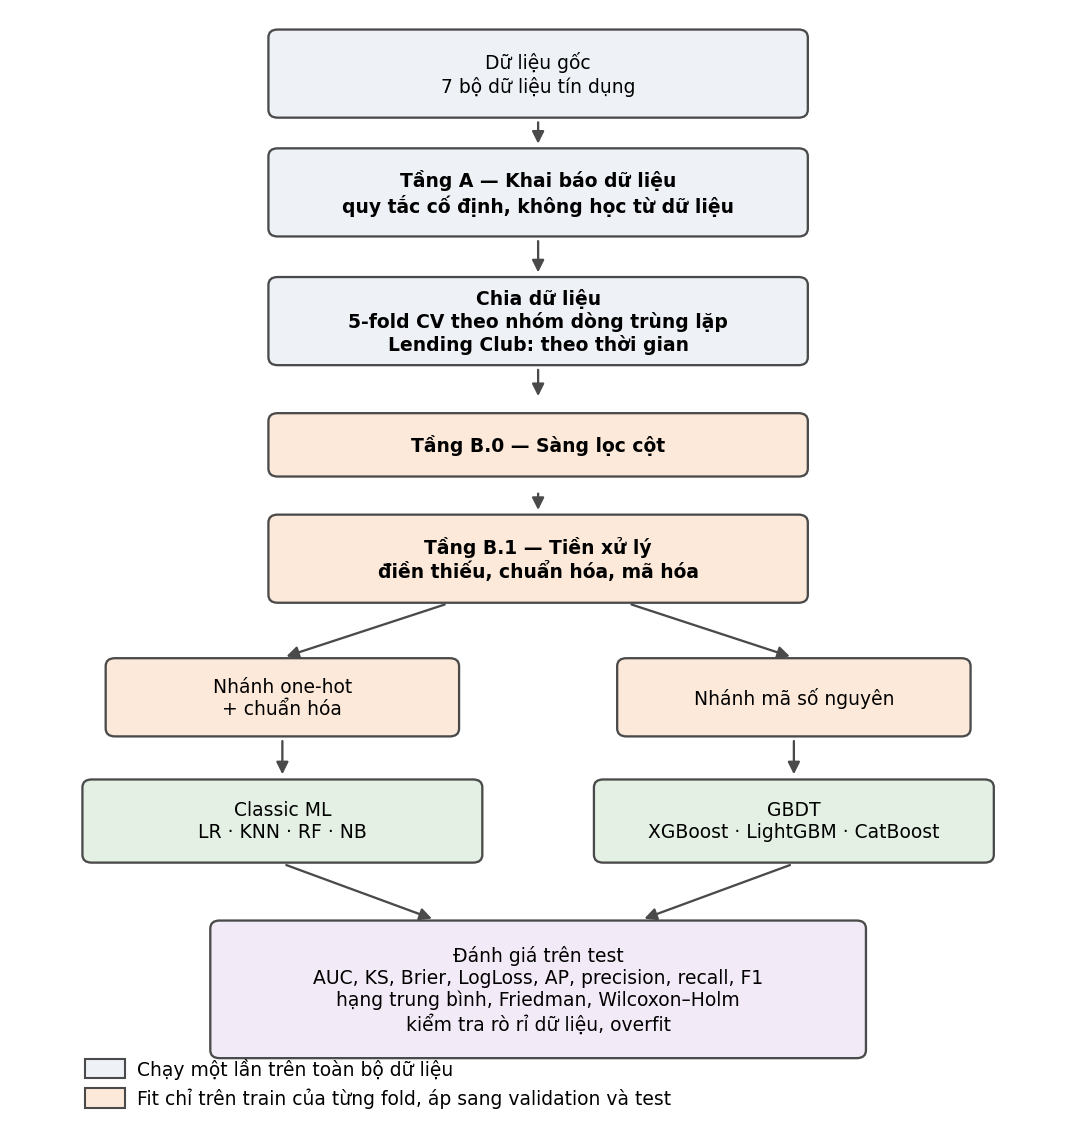 Dữ liệu gốc
7 bộ dữ liệu tín dụng
Tầng A — Khai báo dữ liệu
quy tắc cố định, không học từ dữ liệu
Chia dữ liệu
5-fold CV theo nhóm dòng trùng lặp
Lending Club: theo thời gian
Tầng B.0 — Sàng lọc cột
Tầng B.1 — Tiền xử lý
điền thiếu, chuẩn hóa, mã hóa
Nhánh one-hot
+ chuẩn hóa
Nhánh mã số nguyên
Classic ML
LR · KNN · RF · NB
GBDT
XGBoost · LightGBM · CatBoost
Đánh giá trên test
AUC, KS, Brier, LogLoss, AP, precision, recall, F1
hạng trung bình, Friedman, Wilcoxon–Holm
kiểm tra rò rỉ dữ liệu, overfit
Chạy một lần trên toàn bộ dữ liệu
Fit chỉ trên train của từng fold, áp sang validation và test